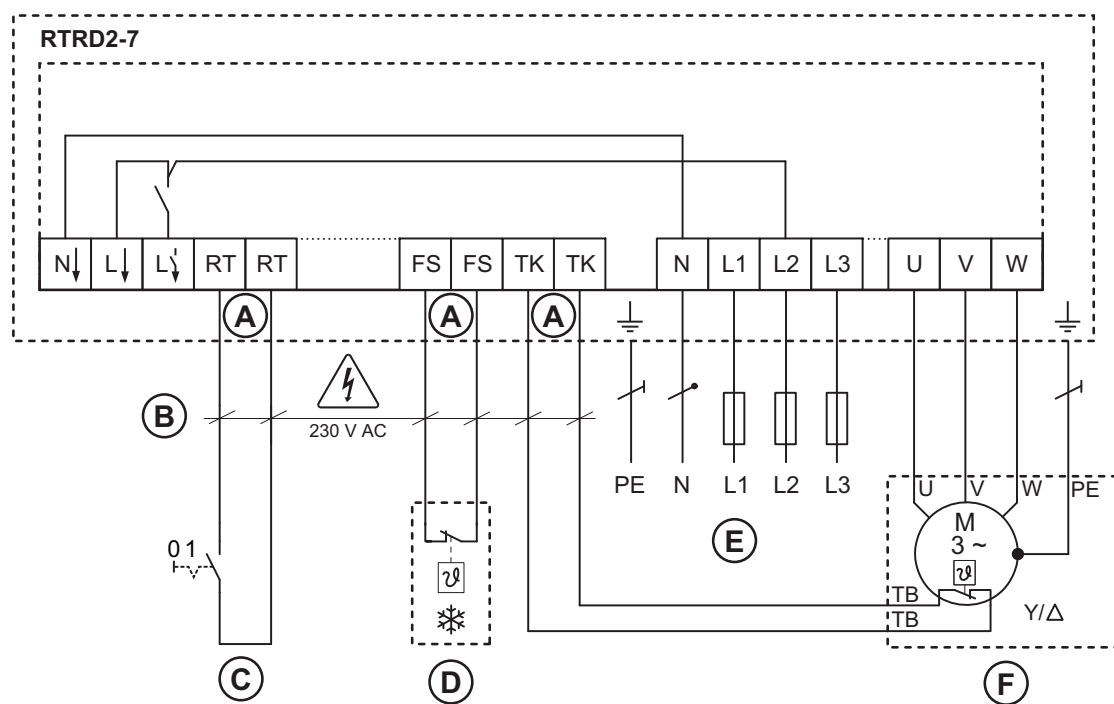 RTRD2-7
N L L RT RT FS FS TK TK N L1 L2 L3 U V W
A A A
B
230 V AC
PE N L1 L2 L3
U V W PE
M
3 ~
ϑ
0 1
E
ϑ
TB
TB
Y/Δ
C D F